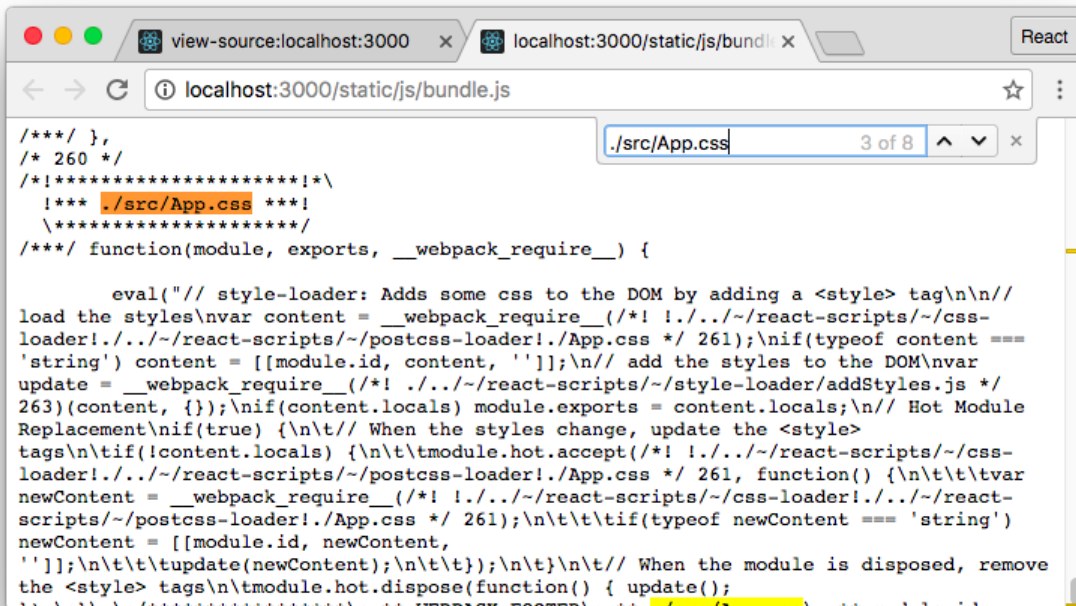 view-source:localhost:3000
localhost:3000/static/js/bundl
React
localhost:3000/static/js/bundle.js
./src/App.css 3 of 8
/***/ },
/* 260 */
/*!**********************!*\
  !*** ./src/App.css ***!
  \**********************/
/***/ function(module, exports, __webpack_require__) {
eval("// style-loader: Adds some css to the DOM by adding a <style> tag\n\n//
load the styles\nvar content = __webpack_require__(/*! !./../~/react-scripts/~/css-
loader!./../~/react-scripts/~/postcss-loader!./App.css */ 261);\nif(typeof content ===
'string') content = [[module.id, content, '']];\n// add the styles to the DOM\nvar
update = __webpack_require__(/*! ./../~/react-scripts/~/style-loader/addStyles.js */
263)(content, {});\nif(content.locals) module.exports = content.locals;\n// Hot Module
Replacement\nif(true) {\n\t// When the styles change, update the <style>
tags\n\tif(!content.locals) {\n\t\tmodule.hot.accept(/*! !./../~/react-scripts/~/css-
loader!./../~/react-scripts/~/postcss-loader!./App.css */ 261, function() {\n\t\t\tvar
newContent = __webpack_require__(/*! !./../~/react-scripts/~/css-loader!./../~/react-
scripts/~/postcss-loader!./App.css */ 261);\n\t\t\tif(typeof newContent === 'string')
newContent = [[module.id, newContent,
'']];\n\t\t\tupdate(newContent);\n\t\t});\n\t}\n\t// When the module is disposed, remove
the <style> tags\n\tmodule.hot.dispose(function() { update();